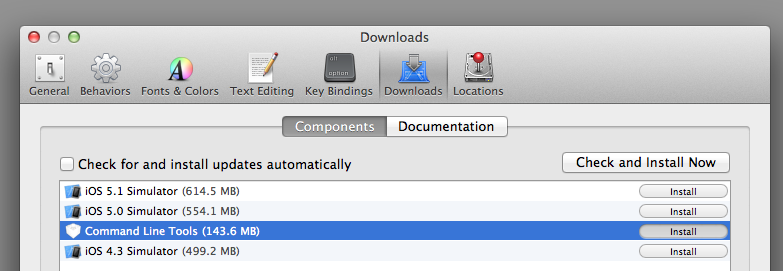 Downloads
General Behaviors Fonts & Colors Text Editing Key Bindings Downloads Locations
Components Documentation
Check for and install updates automatically Check and Install Now
iOS 5.1 Simulator (614.5 MB) Install
iOS 5.0 Simulator (554.1 MB) Install
Command Line Tools (143.6 MB) Install
iOS 4.3 Simulator (499.2 MB) Install